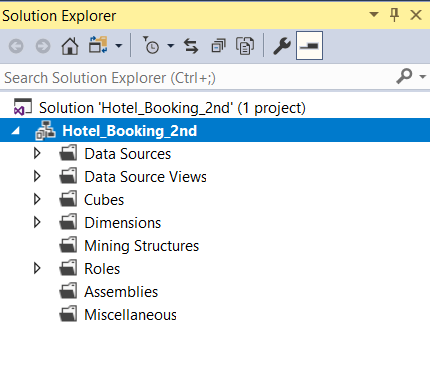 Solution Explorer
Search Solution Explorer (Ctrl+;)
Solution 'Hotel_Booking_2nd' (1 project)
Hotel_Booking_2nd
Data Sources
Data Source Views
Cubes
Dimensions
Mining Structures
Roles
Assemblies
Miscellaneous